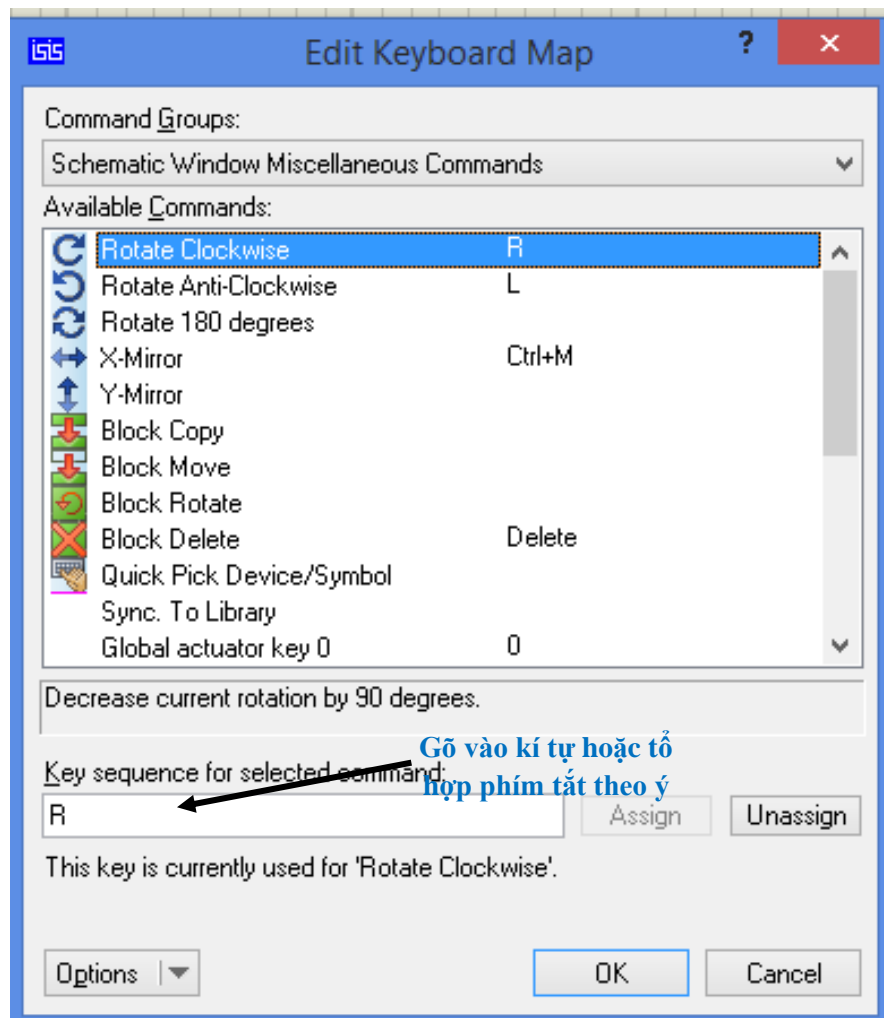 isis Edit Keyboard Map ? ×
Command Groups:
Schematic Window Miscellaneous Commands
Available Commands:
Rotate Clockwise R
Rotate Anti-Clockwise L
Rotate 180 degrees
X-Mirror Ctrl+M
Y-Mirror
Block Copy
Block Move
Block Rotate
Block Delete Delete
Quick Pick Device/Symbol
Sync. To Library
Global actuator key 0 0
Decrease current rotation by 90 degrees.
Gõ vào kí tự hoặc tổ
hợp phím tắt theo ý
Key sequence for selected command:
R Assign Unassign
This key is currently used for 'Rotate Clockwise'.
Options OK Cancel